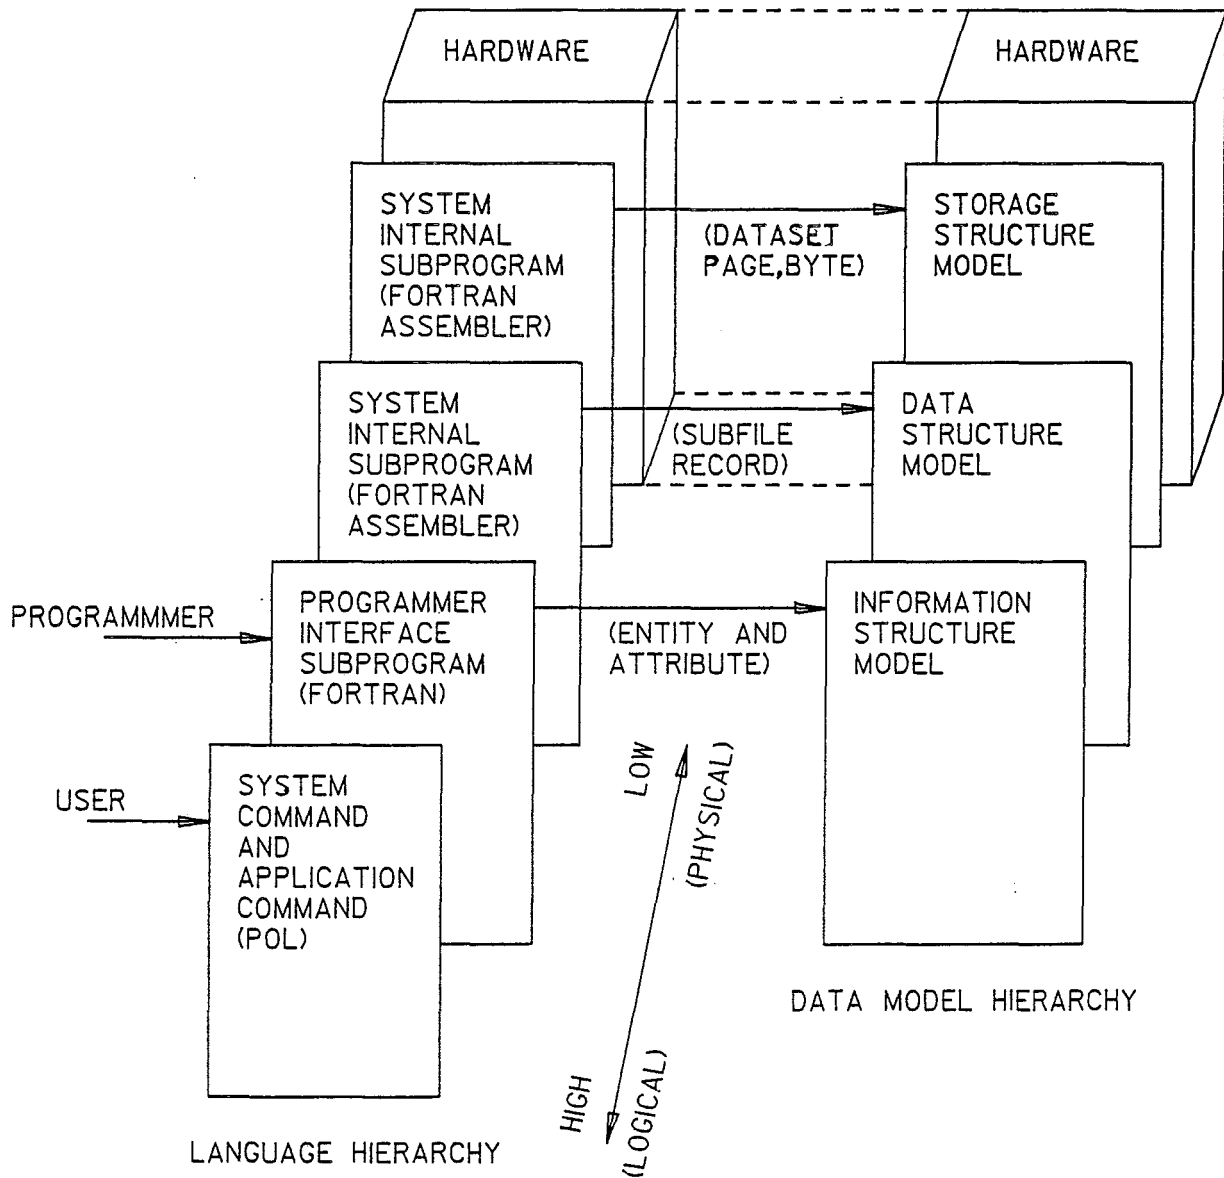 HARDWARE
HARDWARE
SYSTEM
INTERNAL
SUBPROGRAM
(FORTRAN
ASSEMBLER)
(DATASET
PAGE,BYTE)
STORAGE
STRUCTURE
MODEL
SYSTEM
INTERNAL
SUBPROGRAM
(FORTRAN
ASSEMBLER)
(SUBFILE
RECORD)
DATA
STRUCTURE
MODEL
PROGRAMMMER
PROGRAMMER
INTERFACE
SUBPROGRAM
(FORTRAN)
(ENTITY AND
ATTRIBUTE)
INFORMATION
STRUCTURE
MODEL
USER
SYSTEM
COMMAND
AND
APPLICATION
COMMAND
(POL)
LOW
(PHYSICAL)
HIGH
(LOGICAL)
DATA MODEL HIERARCHY
LANGUAGE HIERARCHY